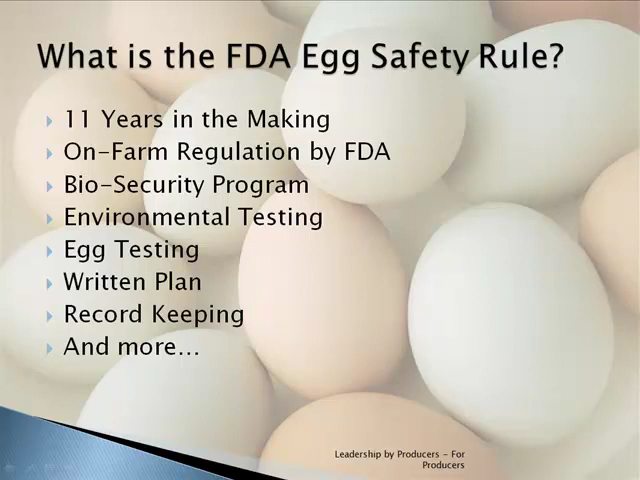 What is the FDA Egg Safety Rule?
11 Years in the Making
On-Farm Regulation by FDA
Bio-Security Program
Environmental Testing
Egg Testing
Written Plan
Record Keeping
And more...
Leadership by Producers - For
Producers